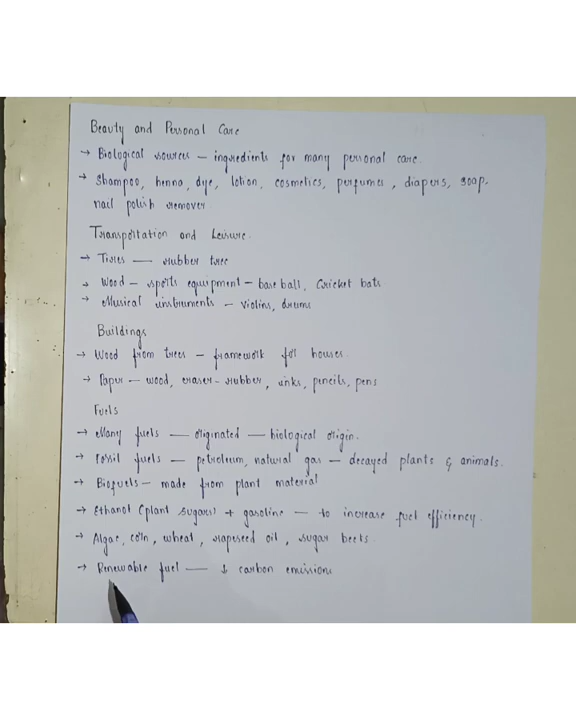 Beauty and Personal Care
→ Biological sources – ingredients for many personal care.
→ Shampoo, henna, dye, lotion, cosmetics, perfumes, diapers, soap,
nail polish remover.
Transportation and Leisure.
→ Tires — rubber tree
→ Wood – sports equipment – base ball, cricket bats.
→ Musical instruments – violins, drums
Buildings
→ Wood from trees – framework for houses.
→ Paper – wood, eraser – rubber, inks, pencils, pens
Fuels
→ Many fuels — originated — biological origin.
→ Fossil fuels — petroleum, natural gas – decayed plants & animals.
→ Biofuels – made from plant material
→ Ethanol (plant sugars) + gasoline — to increase fuel efficiency.
→ Algae, corn, wheat, rapeseed oil, sugar beets.
→ Renewable fuel — ↓ carbon emissions